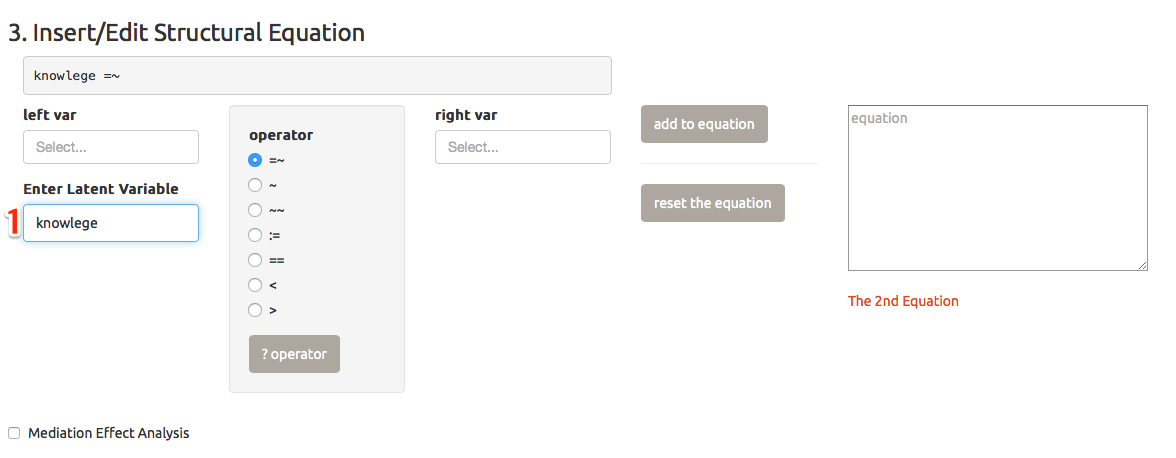 3. Insert/Edit Structural Equation
knowlege =~
left var
Select...
Enter Latent Variable
1
knowlege
operator
=~
~
~~
:=
==
<
>
? operator
right var
Select...
add to equation
reset the equation
equation
The 2nd Equation
Mediation Effect Analysis